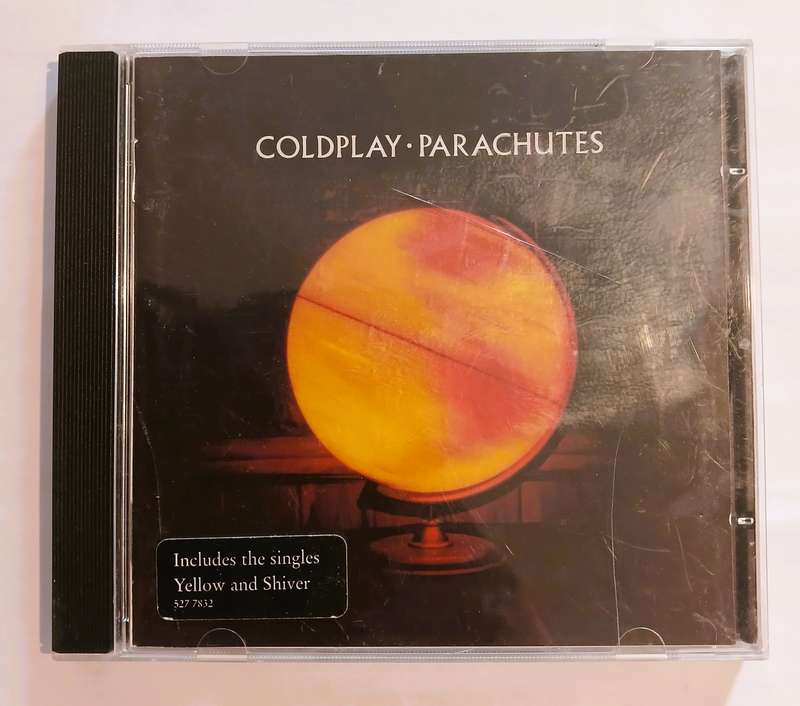 COLDPLAY · PARACHUTES
Includes the singles
Yellow and Shiver
527 7832